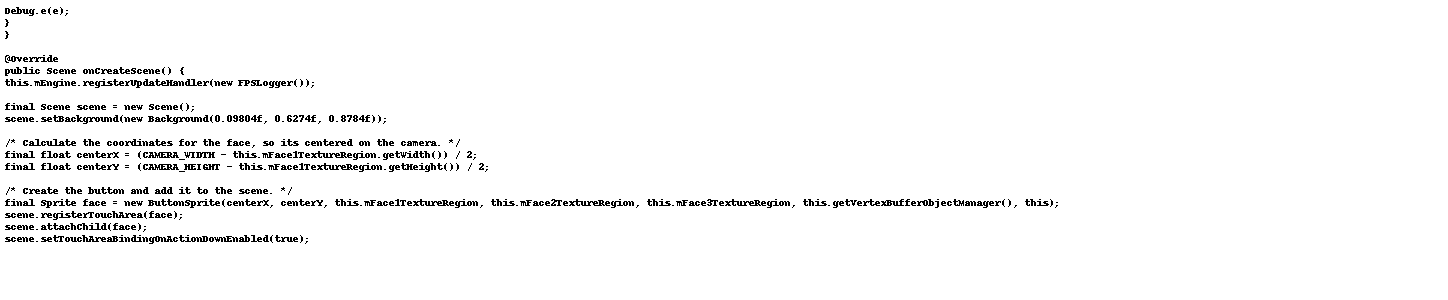 Debug.e(e);
}
}
@Override
public Scene onCreateScene() {
this.mEngine.registerUpdateHandler(new FPSLogger());
final Scene scene = new Scene();
scene.setBackground(new Background(0.09804f, 0.6274f, 0.8784f));
/* Calculate the coordinates for the face, so its centered on the camera. */
final float centerX = (CAMERA_WIDTH - this.mFace1TextureRegion.getWidth()) / 2;
final float centerY = (CAMERA_HEIGHT - this.mFace1TextureRegion.getHeight()) / 2;
/* Create the button and add it to the scene. */
final Sprite face = new ButtonSprite(centerX, centerY, this.mFace1TextureRegion, this.mFace2TextureRegion, this.mFace3TextureRegion, this.getVertexBufferObjectManager(), this);
scene.registerTouchArea(face);
scene.attachChild(face);
scene.setTouchAreaBindingOnActionDownEnabled(true);